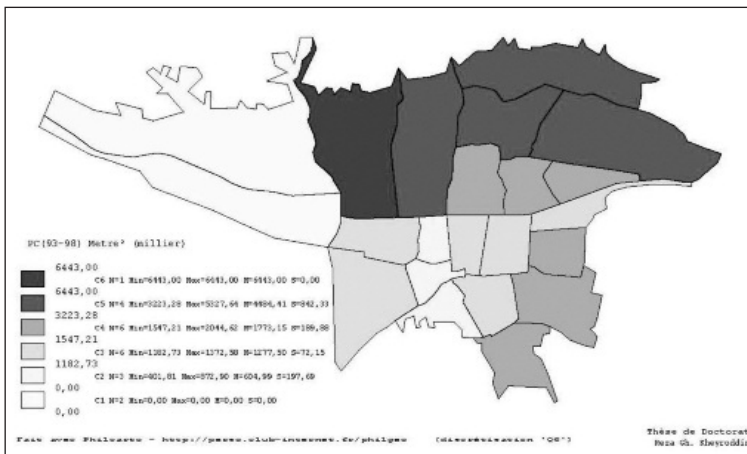 PC(93-98) Metre² (millier)
6443,00
C6 N=1 Min=6443,00 Max=6443,00 M=6443,00 S=0,00
6443,00
C5 N=4 Min=3223,28 Max=5327,64 M=4484,41 S=842,33
3223,28
C4 N=6 Min=1547,21 Max=2044,62 M=1773,15 S=189,88
1547,21
C3 N=6 Min=1182,73 Max=1372,58 M=1277,50 S=72,15
1182,73
C2 N=3 Min=401,81 Max=872,90 M=604,99 S=197,69
0,00
C1 N=2 Min=0,00 Max=0,00 M=0,00 S=0,00
0,00
Fait avec Philcarto - http://perso.club-internet.fr/philgeo (discrétisation 'Q6')
Thèse de Doctorat
Reza Gh. Kheyroddin